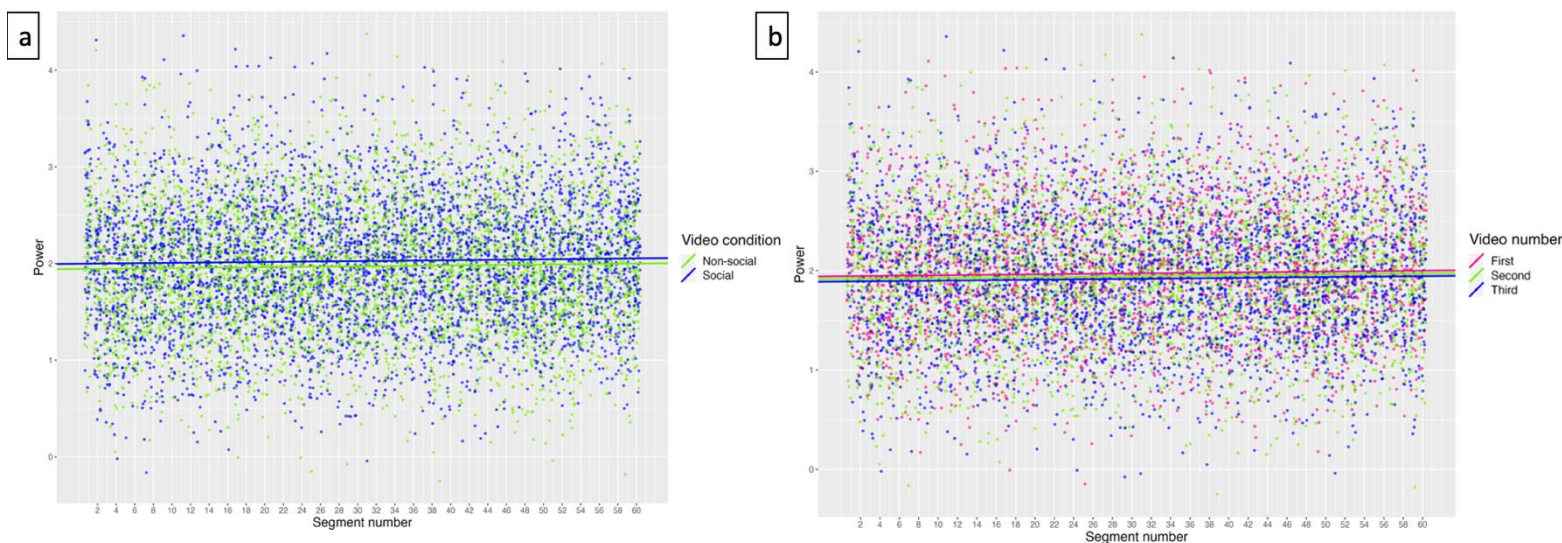 a
4
3
2
1
0
Power
2 4 6 8 10 12 14 16 18 20 22 24 26 28 30 32 34 36 38 40 42 44 46 48 50 52 54 56 58 60
Segment number
Video condition
Non-social
Social
b
4
3
2
1
0
Power
2 4 6 8 10 12 14 16 18 20 22 24 26 28 30 32 34 36 38 40 42 44 46 48 50 52 54 56 58 60
Segment number
Video number
First
Second
Third